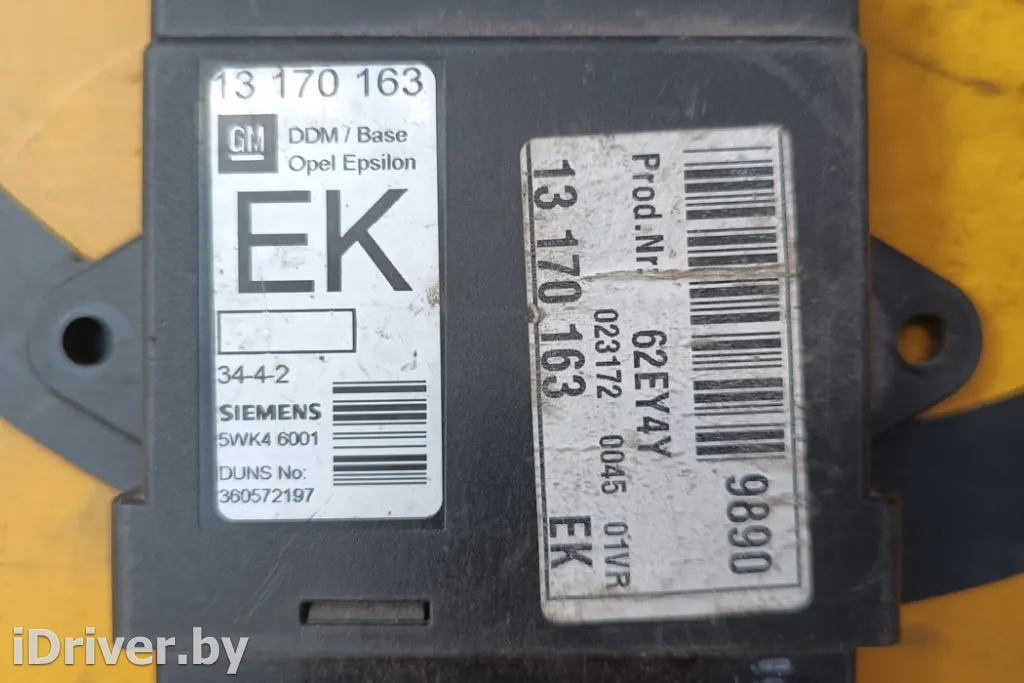 13 170 163
GM
DDM / Base
Opel Epsilon
EK
34-4-2
SIEMENS
5WK4 6001
DUNS No:
360572197
Prod.Nr. 62EY4Y 9890
023172 0045 01VR
13 170 163 EK
iDriver.by